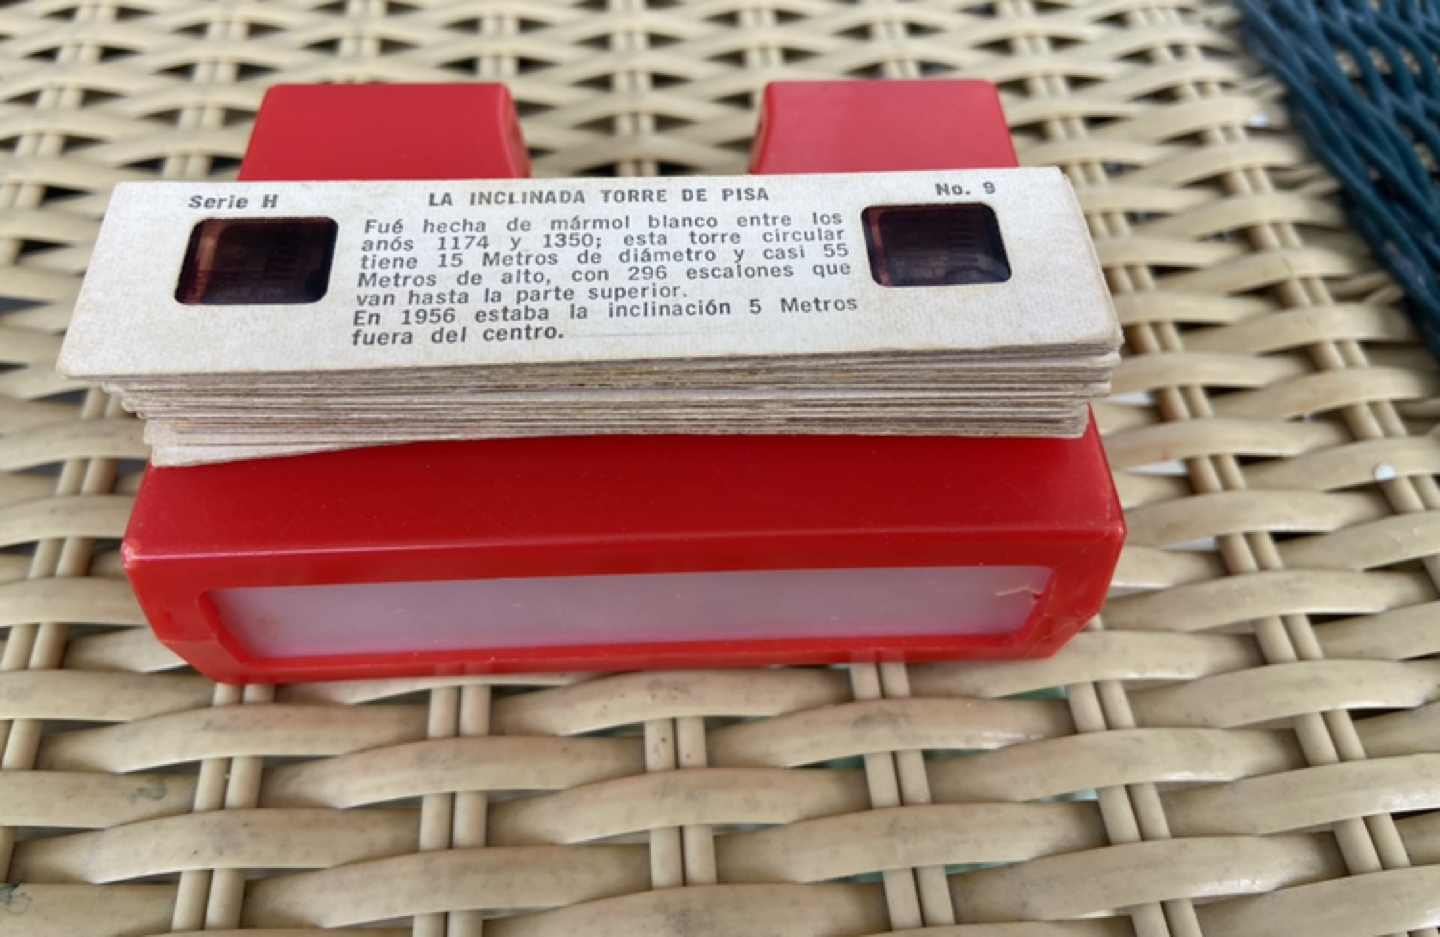 Serie H LA INCLINADA TORRE DE PISA No. 9
Fué hecha de mármol blanco entre los
anós 1174 y 1350; esta torre circular
tiene 15 Metros de diámetro y casi 55
Metros de alto, con 296 escalones que
van hasta la parte superior.
En 1956 estaba la inclinación 5 Metros
fuera del centro.